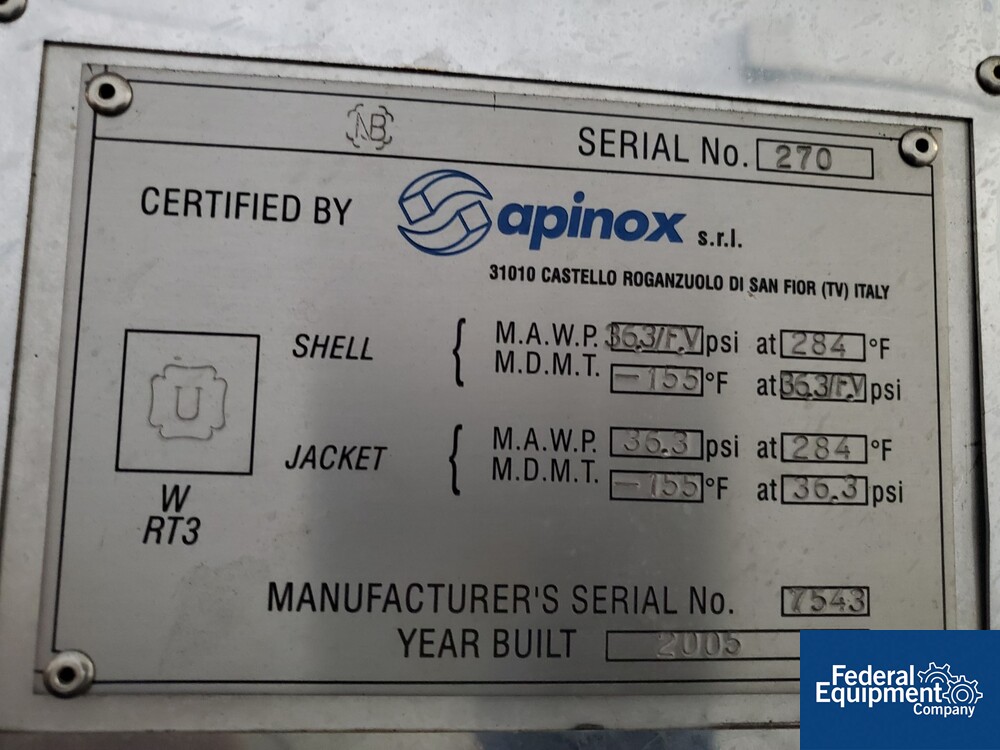 NB
SERIAL No. 270
CERTIFIED BY apinox s.r.l.
31010 CASTELLO ROGANZUOLO DI SAN FIOR (TV) ITALY
SHELL { M.A.W.P. 36.3/F.V psi at 284 °F
M.D.M.T. -155 °F at 36.3/F.V psi
U
JACKET { M.A.W.P. 36.3 psi at 284 °F
M.D.M.T. -155 °F at 36.3 psi
W
RT3
MANUFACTURER'S SERIAL No. 7543
YEAR BUILT 2005
Federal
Equipment
Company